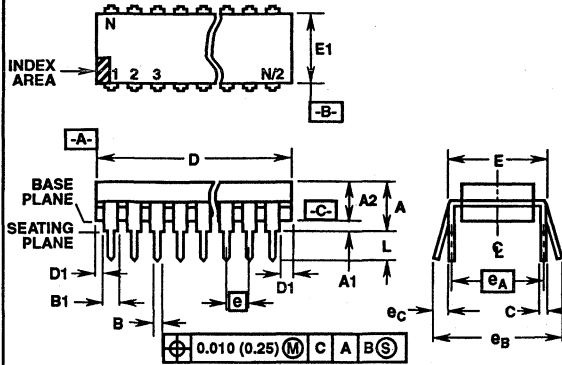 N
E1
INDEX
AREA
1 2 3 N/2
-B-
-A-
D
E
BASE
PLANE
A2 A
-C-
SEATING
PLANE
L
D1
A1
D1
B1
e
eA
B
eC
C
eB
0.010 (0.25) M C A B S